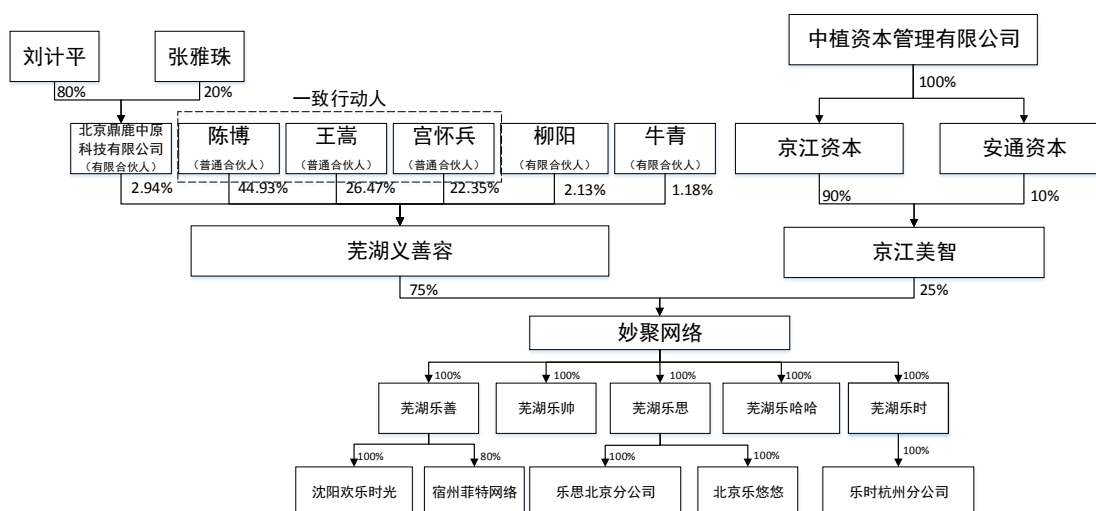 中植资本管理有限公司
刘计平
张雅珠
80%
20%
100%
一致行动人
北京鼎鹿中原
科技有限公司
（有限合伙人）
陈博
（普通合伙人）
王嵩
（普通合伙人）
宫怀兵
（普通合伙人）
柳阳
（有限合伙人）
牛青
（有限合伙人）
京江资本
安通资本
2.94%
44.93%
26.47%
22.35%
2.13%
1.18%
90%
10%
芜湖义善容
京江美智
75%
25%
妙聚网络
100%
100%
100%
100%
100%
芜湖乐善
芜湖乐帅
芜湖乐思
芜湖乐哈哈
芜湖乐时
100%
80%
100%
100%
100%
沈阳欢乐时光
宿州菲特网络
乐思北京分公司
北京乐悠悠
乐时杭州分公司